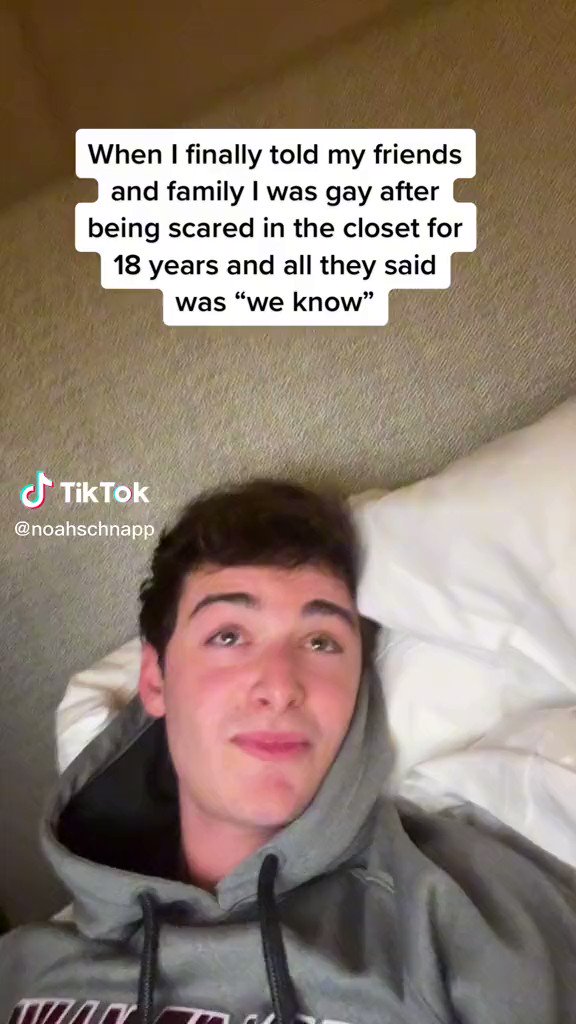 When I finally told my friends
and family I was gay after
being scared in the closet for
18 years and all they said
was “we know”
TikTok
@noahschnapp